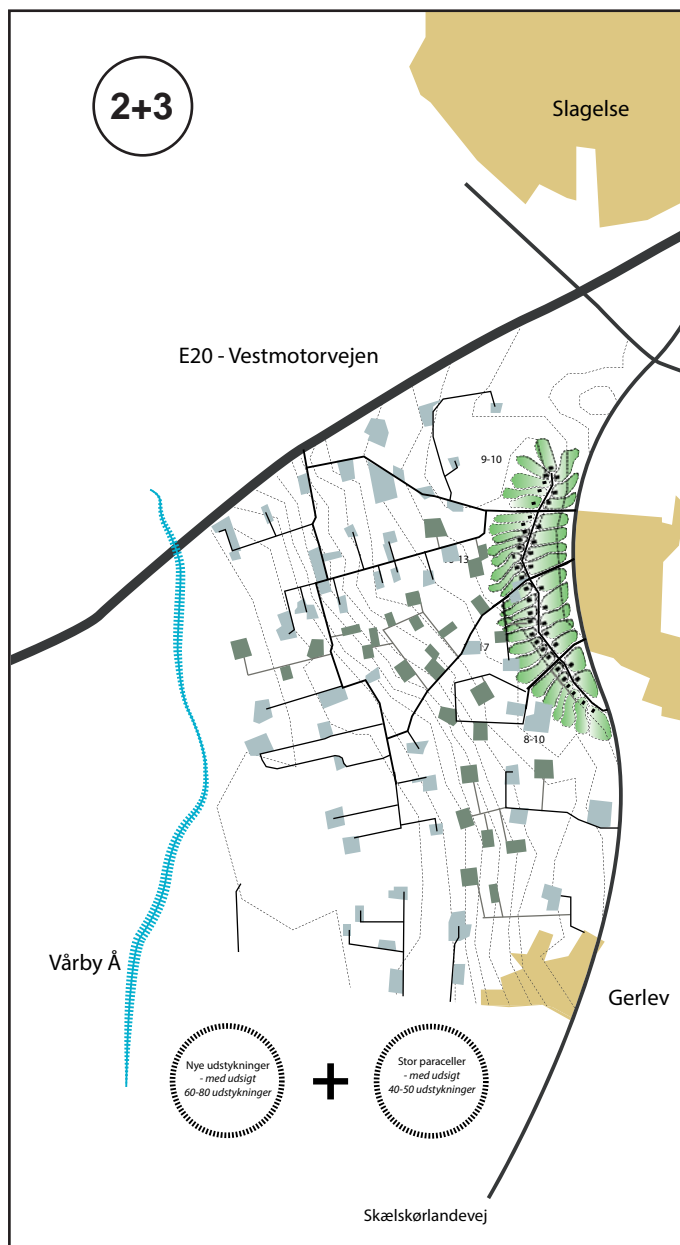 2+3
Slagelse
E20 - Vestmotorvejen
9-10
13
7
8-10
Vårby Å
Gerlev
Nye udstykninger
- med udsigt
60-80 udstykninger
+
Stor paraceller
- med udsigt
40-50 udstykninger
Skælskørlandevej